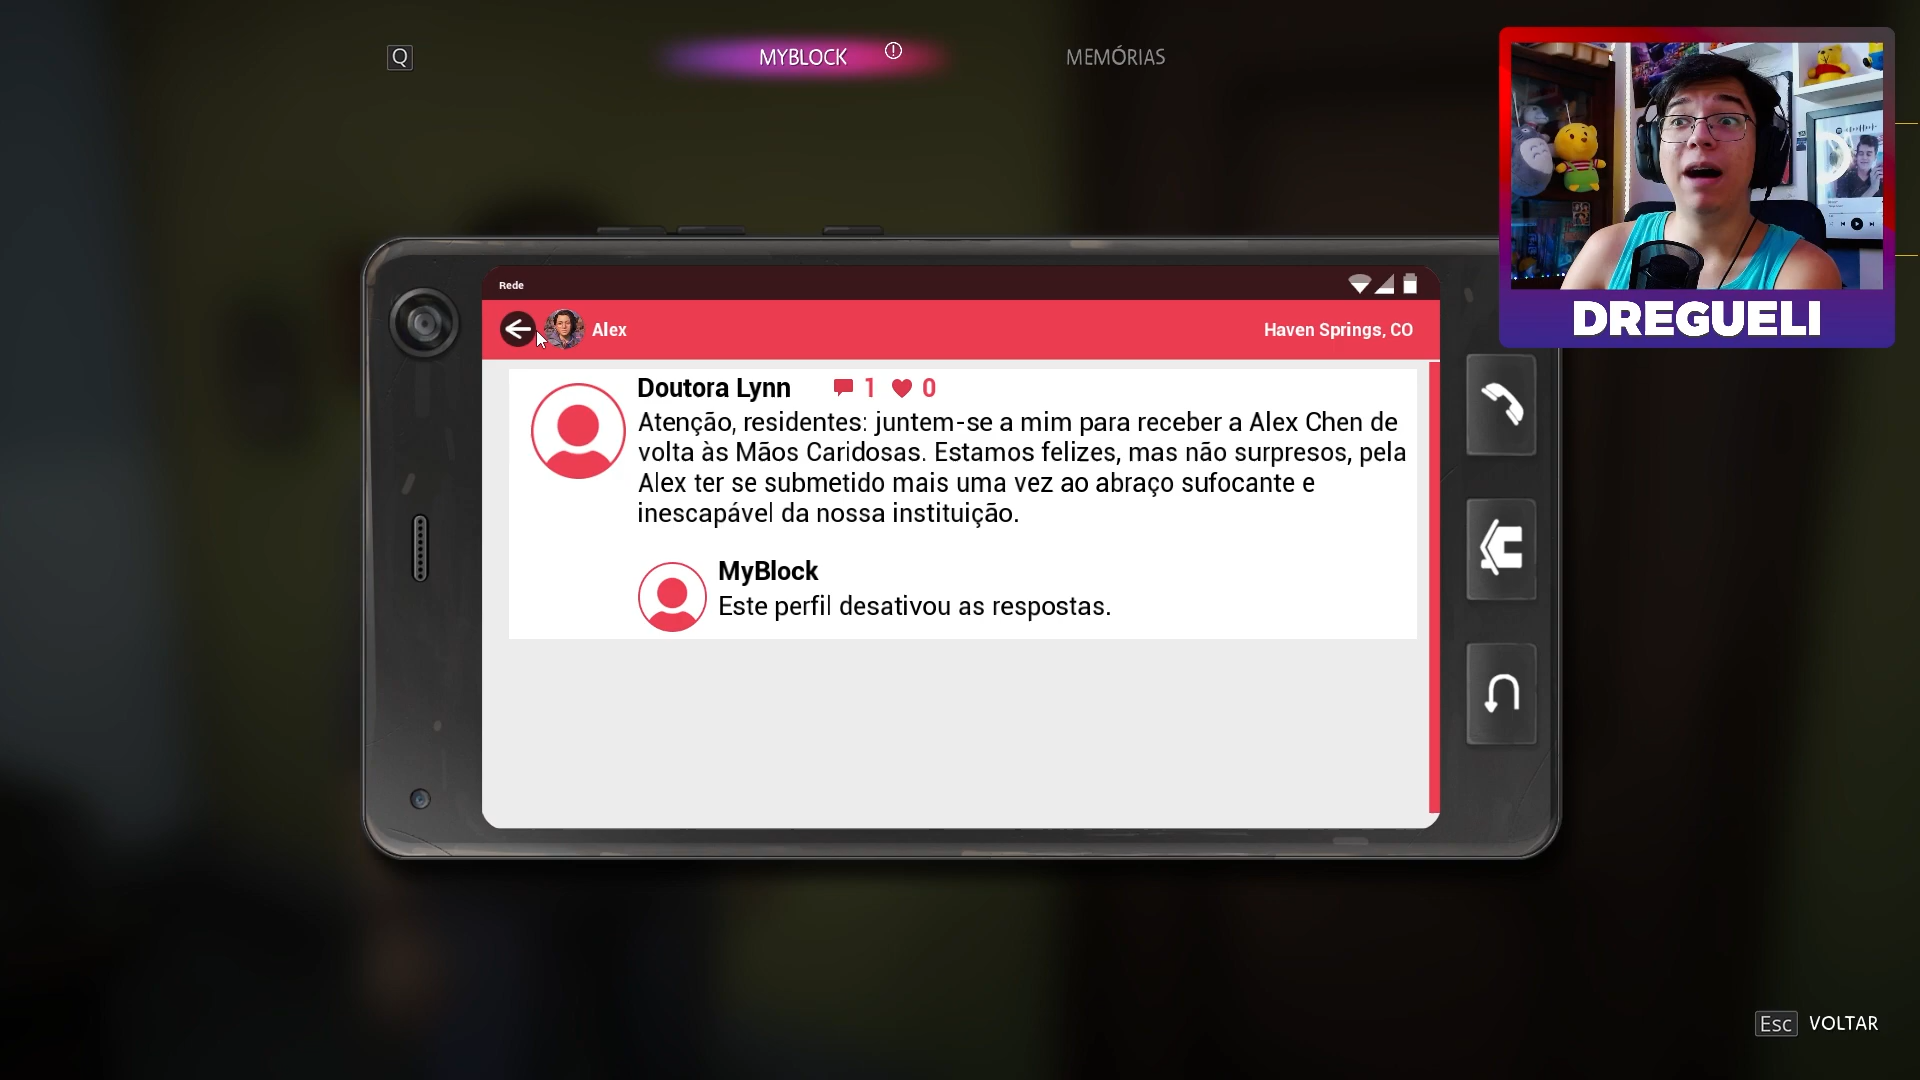 Q
MYBLOCK
MEMÓRIAS
DREGUELI
Rede
Alex
Haven Springs, CO
Doutora Lynn 1 0
Atenção, residentes: juntem-se a mim para receber a Alex Chen de
volta às Mãos Caridosas. Estamos felizes, mas não surpresos, pela
Alex ter se submetido mais uma vez ao abraço sufocante e
inescapável da nossa instituição.
MyBlock
Este perfil desativou as respostas.
Esc VOLTAR